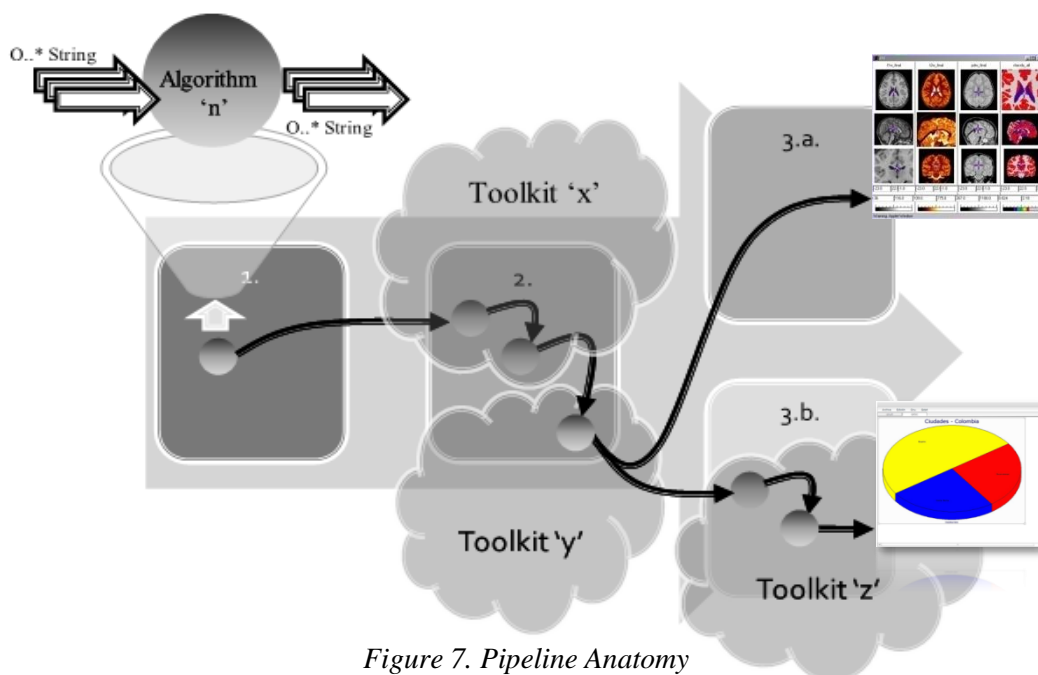 O..* String
Algorithm
'n'
O..* String
Toolkit 'x'
1.
2.
3.a.
3.b.
Ciudades - Colombia
Toolkit 'y'
Toolkit 'z'
Figure 7. Pipeline Anatomy